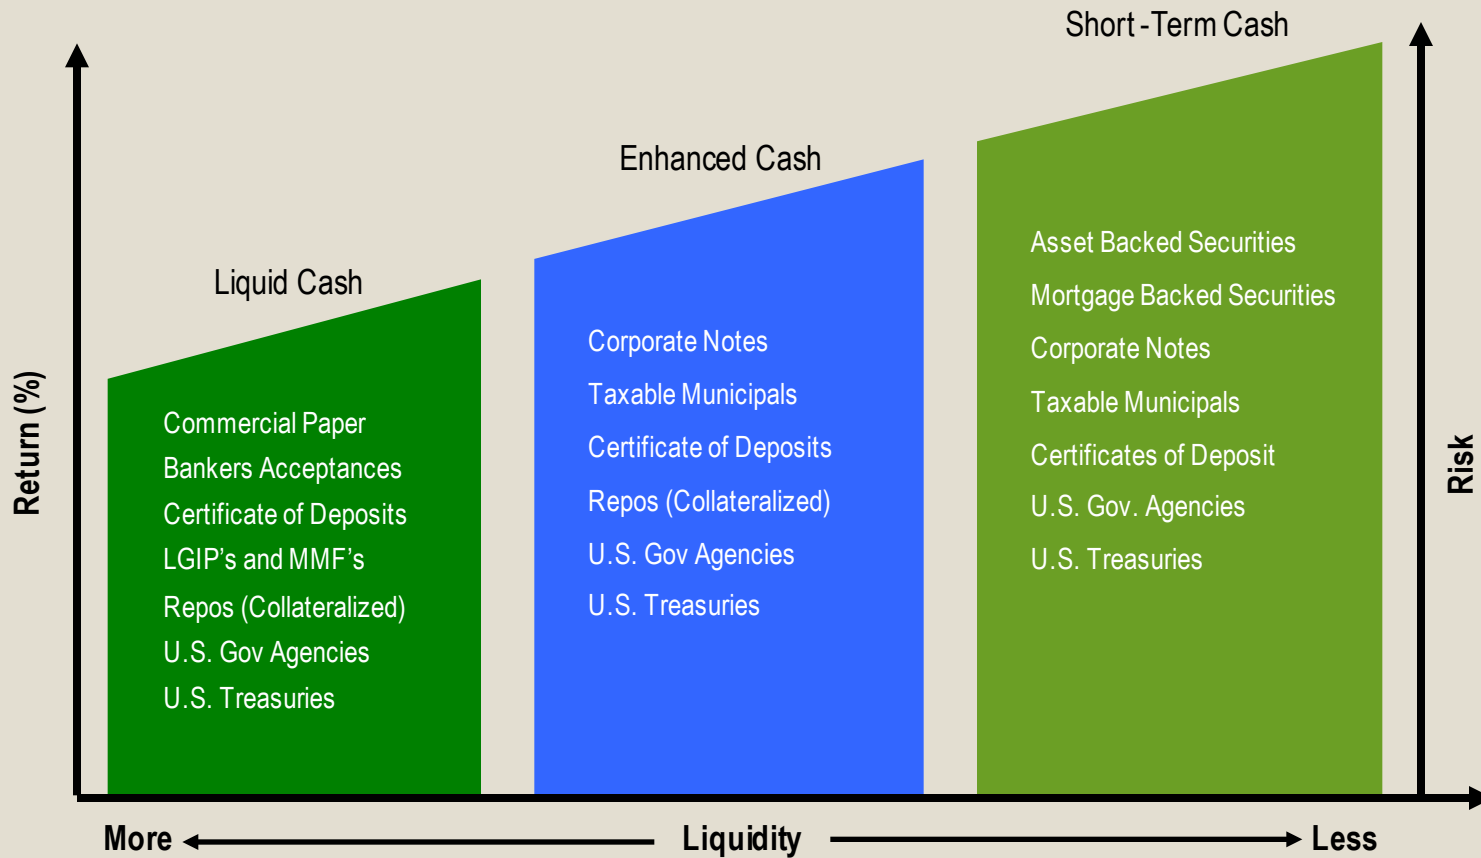 Short -Term Cash
Enhanced Cash
Liquid Cash
Return (%)
Commercial Paper
Bankers Acceptances
Certificate of Deposits
LGIP’s and MMF’s
Repos (Collateralized)
U.S. Gov Agencies
U.S. Treasuries
Corporate Notes
Taxable Municipals
Certificate of Deposits
Repos (Collateralized)
U.S. Gov Agencies
U.S. Treasuries
Asset Backed Securities
Mortgage Backed Securities
Corporate Notes
Taxable Municipals
Certificates of Deposit
U.S. Gov. Agencies
U.S. Treasuries
Risk
More Liquidity Less